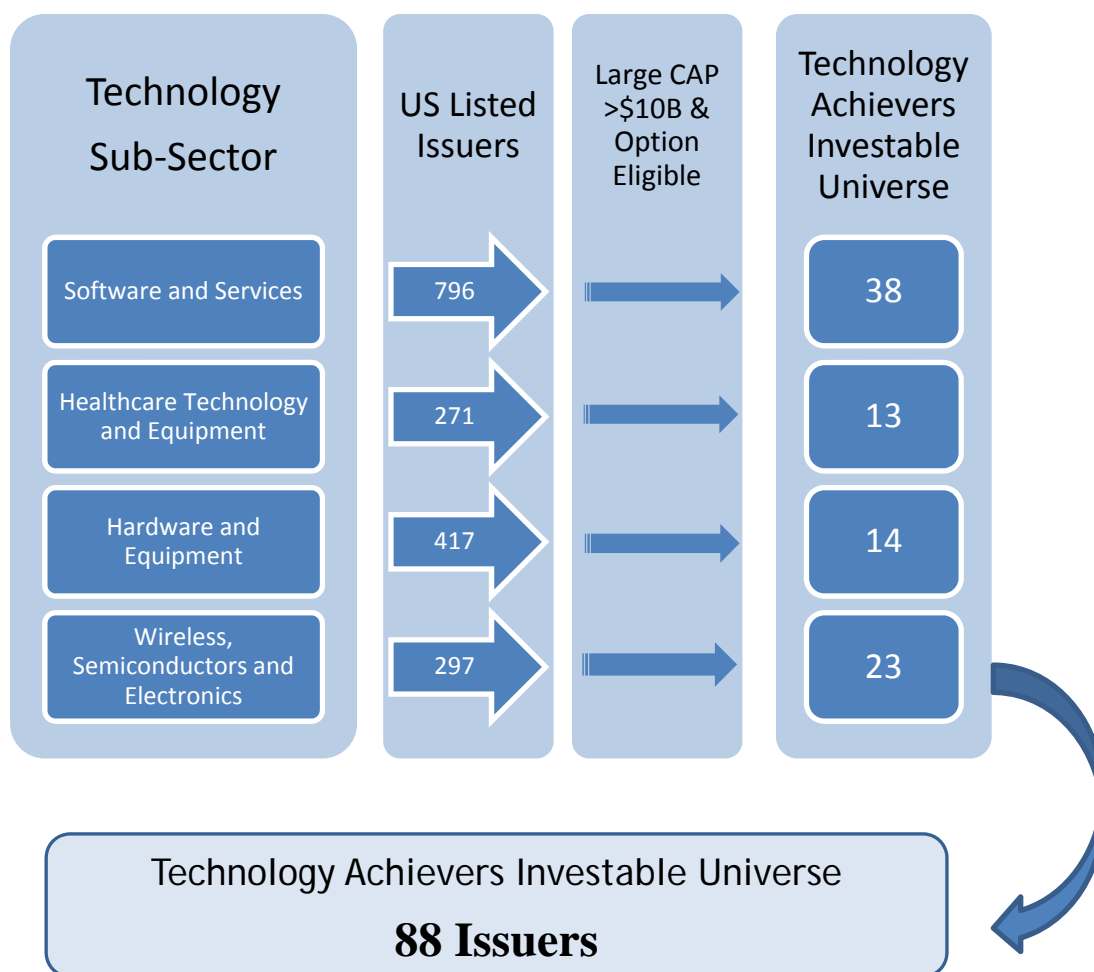 Technology
Sub-Sector
US Listed
Issuers
Large CAP
>$10B &
Option
Eligible
Technology
Achievers
Investable
Universe
Software and Services
796
38
Healthcare Technology
and Equipment
271
13
Hardware and
Equipment
417
14
Wireless,
Semiconductors and
Electronics
297
23
Technology Achievers Investable Universe
88 Issuers